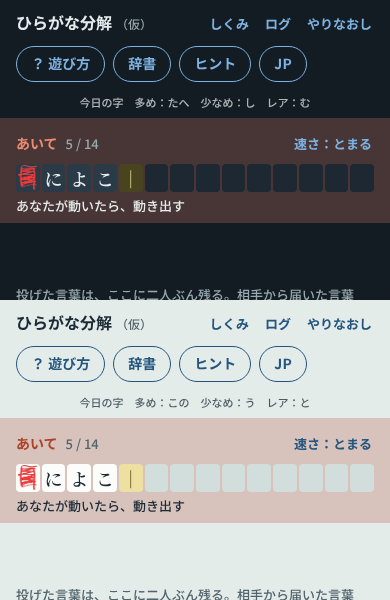 ひらがな分解 (仮) しくみ ログ やりなおし
? 遊び方 辞書 ヒント JP
今日の字 多め:たへ 少なめ:し レア:む
あいて 5 / 14 速さ:とまる
によこ|
あなたが動いたら、動き出す
投げた言葉は、ここに二人ぶん残る。相手から届いた言葉
ひらがな分解 (仮) しくみ ログ やりなおし
? 遊び方 辞書 ヒント JP
今日の字 多め:この 少なめ:う レア:と
あいて 5 / 14 速さ:とまる
によこ|
あなたが動いたら、動き出す
投げた言葉は、ここに二人ぶん残る。相手から届いた言葉